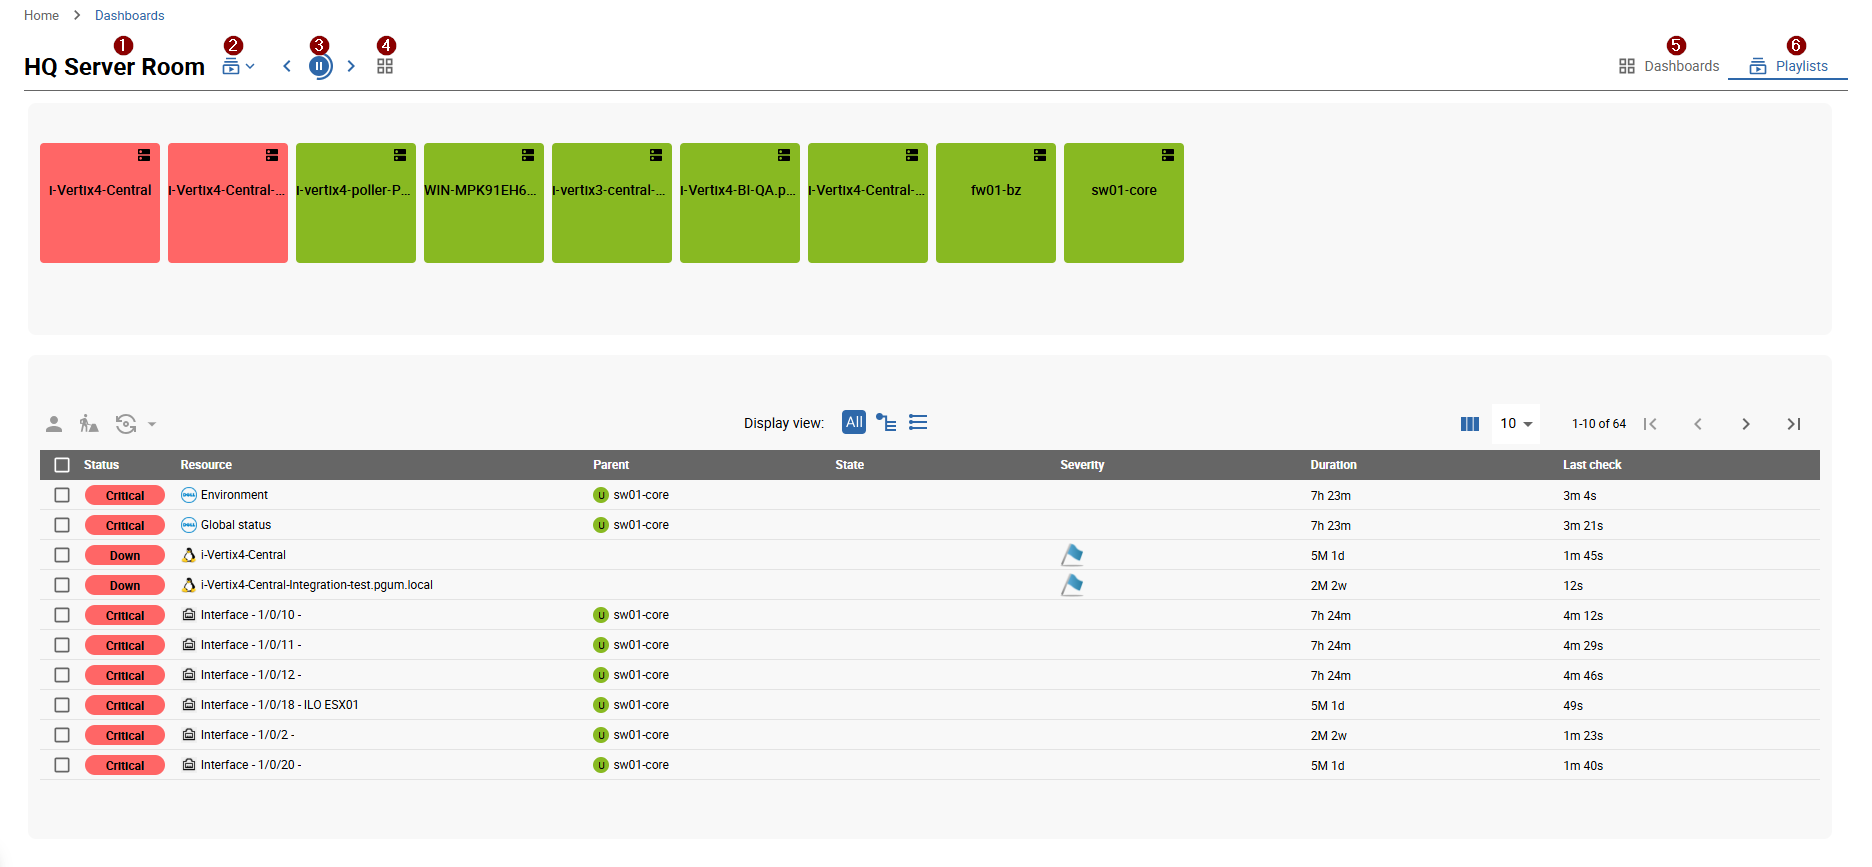 Home > Dashboards
1 2 3 4 5 6
HQ Server Room Dashboards Playlists
i-Vertix4-Central i-Vertix4-Central-... i-vertix4-poller-P... WIN-MPK91EH6... i-vertix3-central-... i-Vertix4-BI-QA.p... i-Vertix4-Central-... fw01-bz sw01-core
Display view: All 10 1-10 of 64
Status Resource Parent State Severity Duration Last check
Critical DELL Environment U sw01-core 7h 23m 3m 4s
Critical DELL Global status U sw01-core 7h 23m 3m 21s
Down i-Vertix4-Central 5M 1d 1m 45s
Down i-Vertix4-Central-Integration-test.pgum.local 2M 2w 12s
Critical Interface - 1/0/10 - U sw01-core 7h 24m 4m 12s
Critical Interface - 1/0/11 - U sw01-core 7h 24m 4m 29s
Critical Interface - 1/0/12 - U sw01-core 7h 24m 4m 46s
Critical Interface - 1/0/18 - ILO ESX01 U sw01-core 5M 1d 49s
Critical Interface - 1/0/2 - U sw01-core 2M 2w 1m 23s
Critical Interface - 1/0/20 - U sw01-core 5M 1d 1m 40s